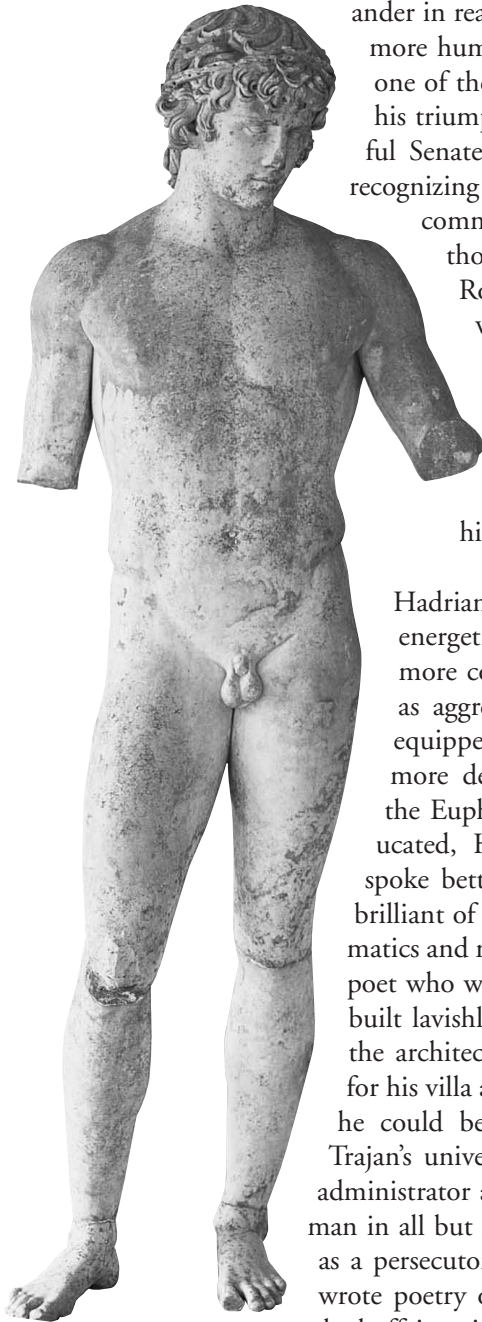 ander in rea
more hum
one of the
his triump
ful Senate
recognizing
comm
tho
Ro
v
hi
Hadrian
energeti
more co
as aggre
equippe
more de
the Euph
ucated, H
spoke bett
brilliant of
matics and r
poet who w
built lavishl
the architec
for his villa a
he could be
Trajan's unive
administrator a
man in all but
as a persecuto
wrote poetry o